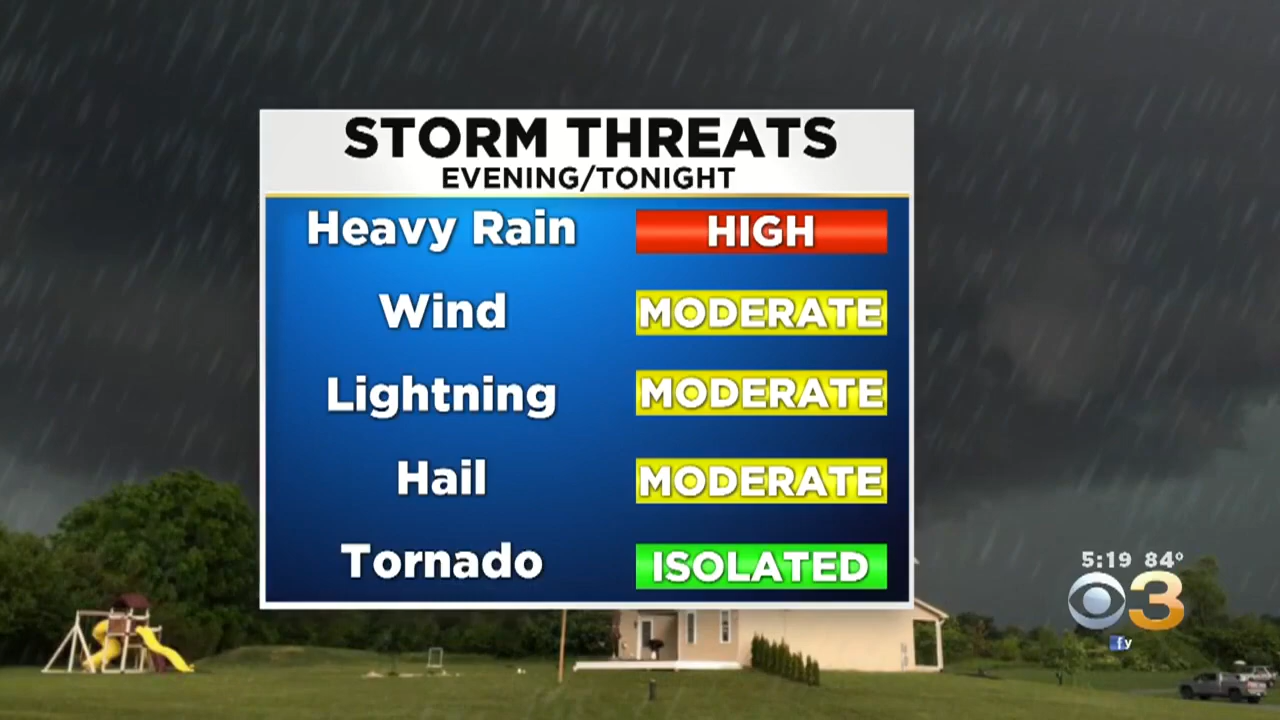 STORM THREATS
EVENING/TONIGHT
Heavy Rain HIGH
Wind MODERATE
Lightning MODERATE
Hail MODERATE
Tornado ISOLATED
5:19 84°
3